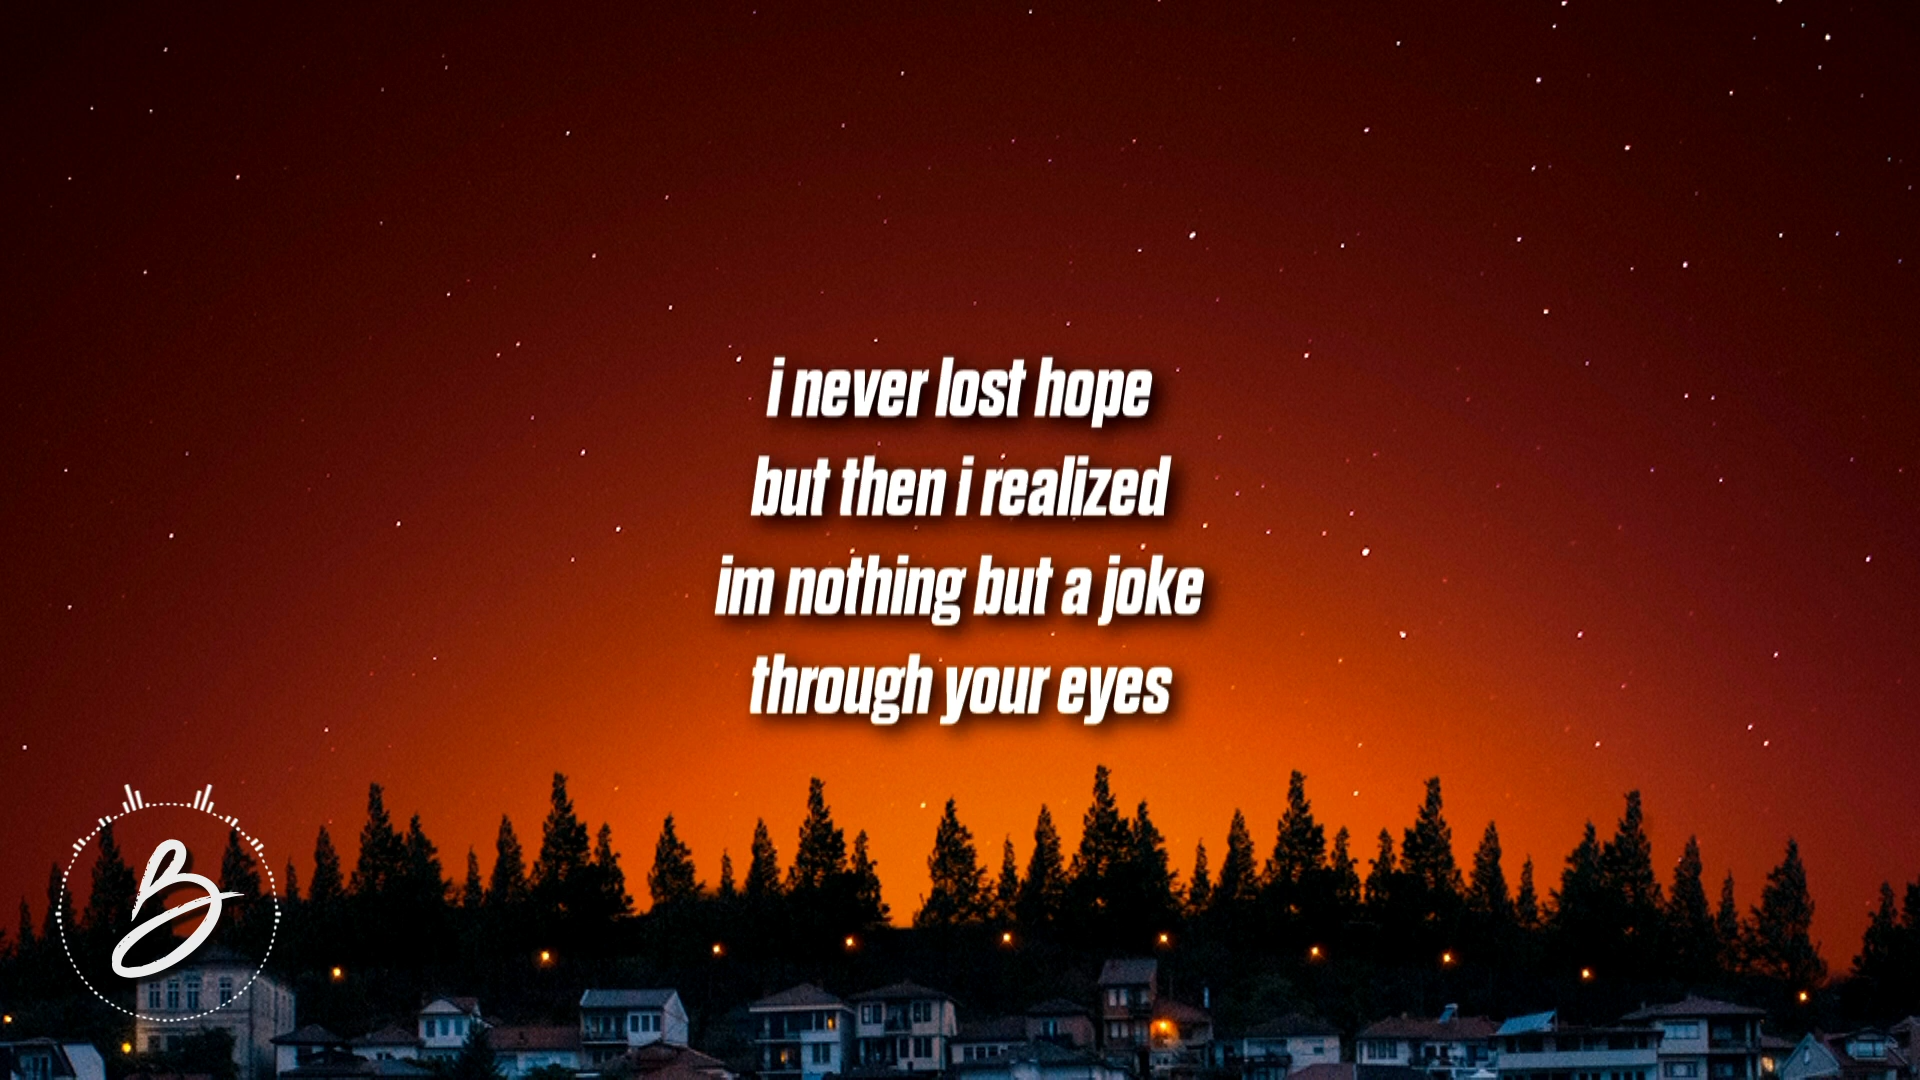 i never lost hope
but then i realized
im nothing but a joke
through your eyes
B